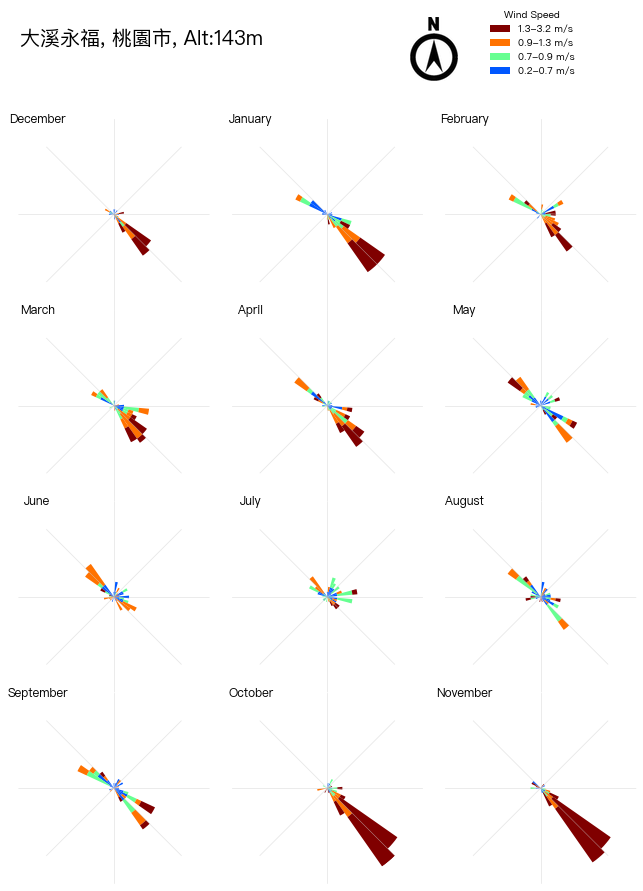 大溪永福, 桃園市, Alt:143m
N
Wind Speed
1.3-3.2 m/s
0.9-1.3 m/s
0.7-0.9 m/s
0.2-0.7 m/s
December
January
February
March
April
May
June
July
August
September
October
November